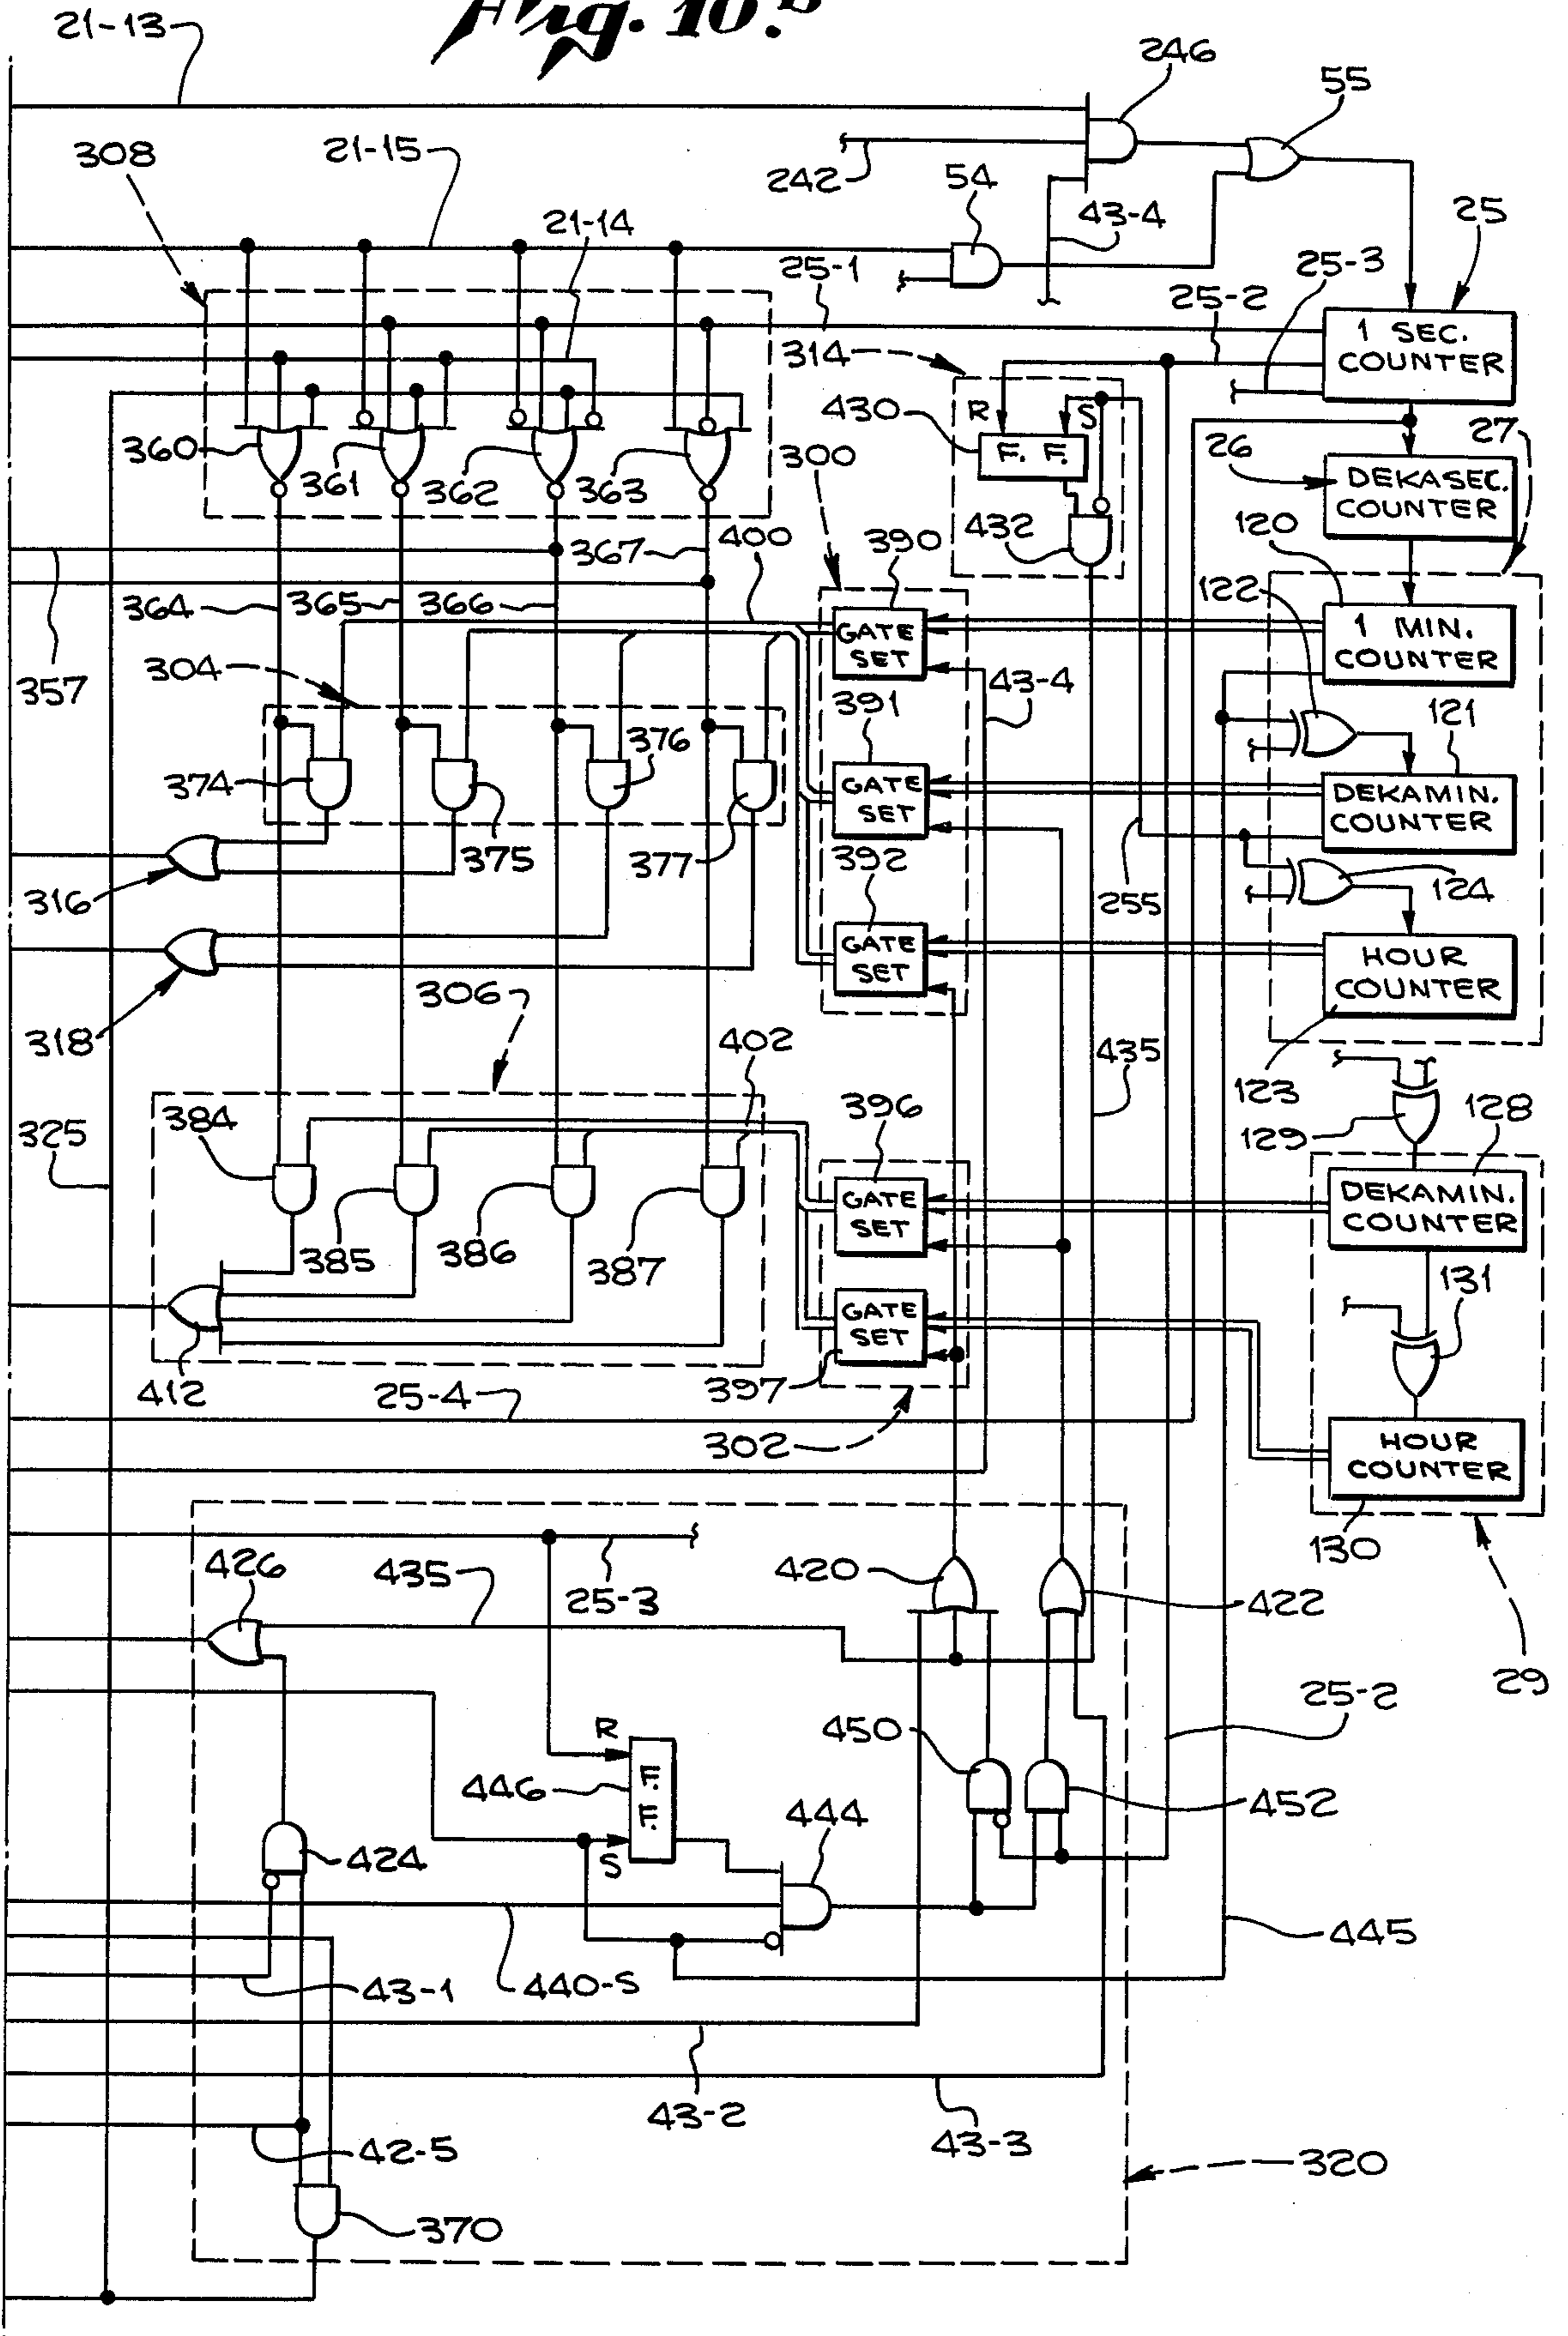 Fig. 10.B
21-13
246
55
308
21-15
242
54
43-4
25
21-14
25-1
25-3
25-2
1 SEC.
COUNTER
314
430
R
S
F. F.
27
360
361
362
363
300
26
DEKASEC.
COUNTER
432
120
367
400
390
122
364
365
366
GATE
SET
1 MIN.
COUNTER
357
304
43-4
391
121
374
376
GATE
SET
DEKAMIN.
COUNTER
375
377
392
316
255
124
GATE
SET
HOUR
COUNTER
306
318
402
435
123
325
384
396
129
128
GATE
SET
DEKAMIN.
COUNTER
385
386
387
131
GATE
SET
412
25-4
397
302
HOUR
COUNTER
130
426
435
25-3
420
422
29
25-2
R
450
446
F.
F.
444
452
424
S
445
43-1
440-S
43-2
43-3
42-5
320
370